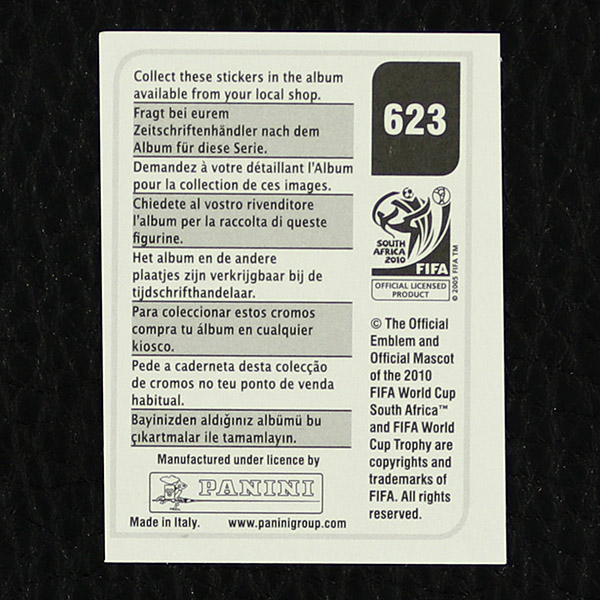 Collect these stickers in the album
available from your local shop.
Fragt bei eurem
Zeitschriftenhändler nach dem
Album für diese Serie.
Demandez à votre détaillant l'Album
pour la collection de ces images.
Chiedete al vostro rivenditore
l'album per la raccolta di queste
figurine.
Het album en de andere
plaatjes zijn verkrijgbaar bij de
tijdschrifthandelaar.
Para coleccionar estos cromos
compra tu álbum en cualquier
kiosco.
Pede a caderneta desta colecção
de cromos no teu ponto de venda
habitual.
Bayinizden aldığınız albümü bu
çıkartmalar ile tamamlayın.
Manufactured under licence by
PANINI
Made in Italy. www.paninigroup.com
623
SOUTH
AFRICA
2010
FIFA
OFFICIAL LICENSED
PRODUCT
© 2005 FIFA TM
© The Official
Emblem and
Official Mascot
of the 2010
FIFA World Cup
South Africa™
and FIFA World
Cup Trophy are
copyrights and
trademarks of
FIFA. All rights
reserved.